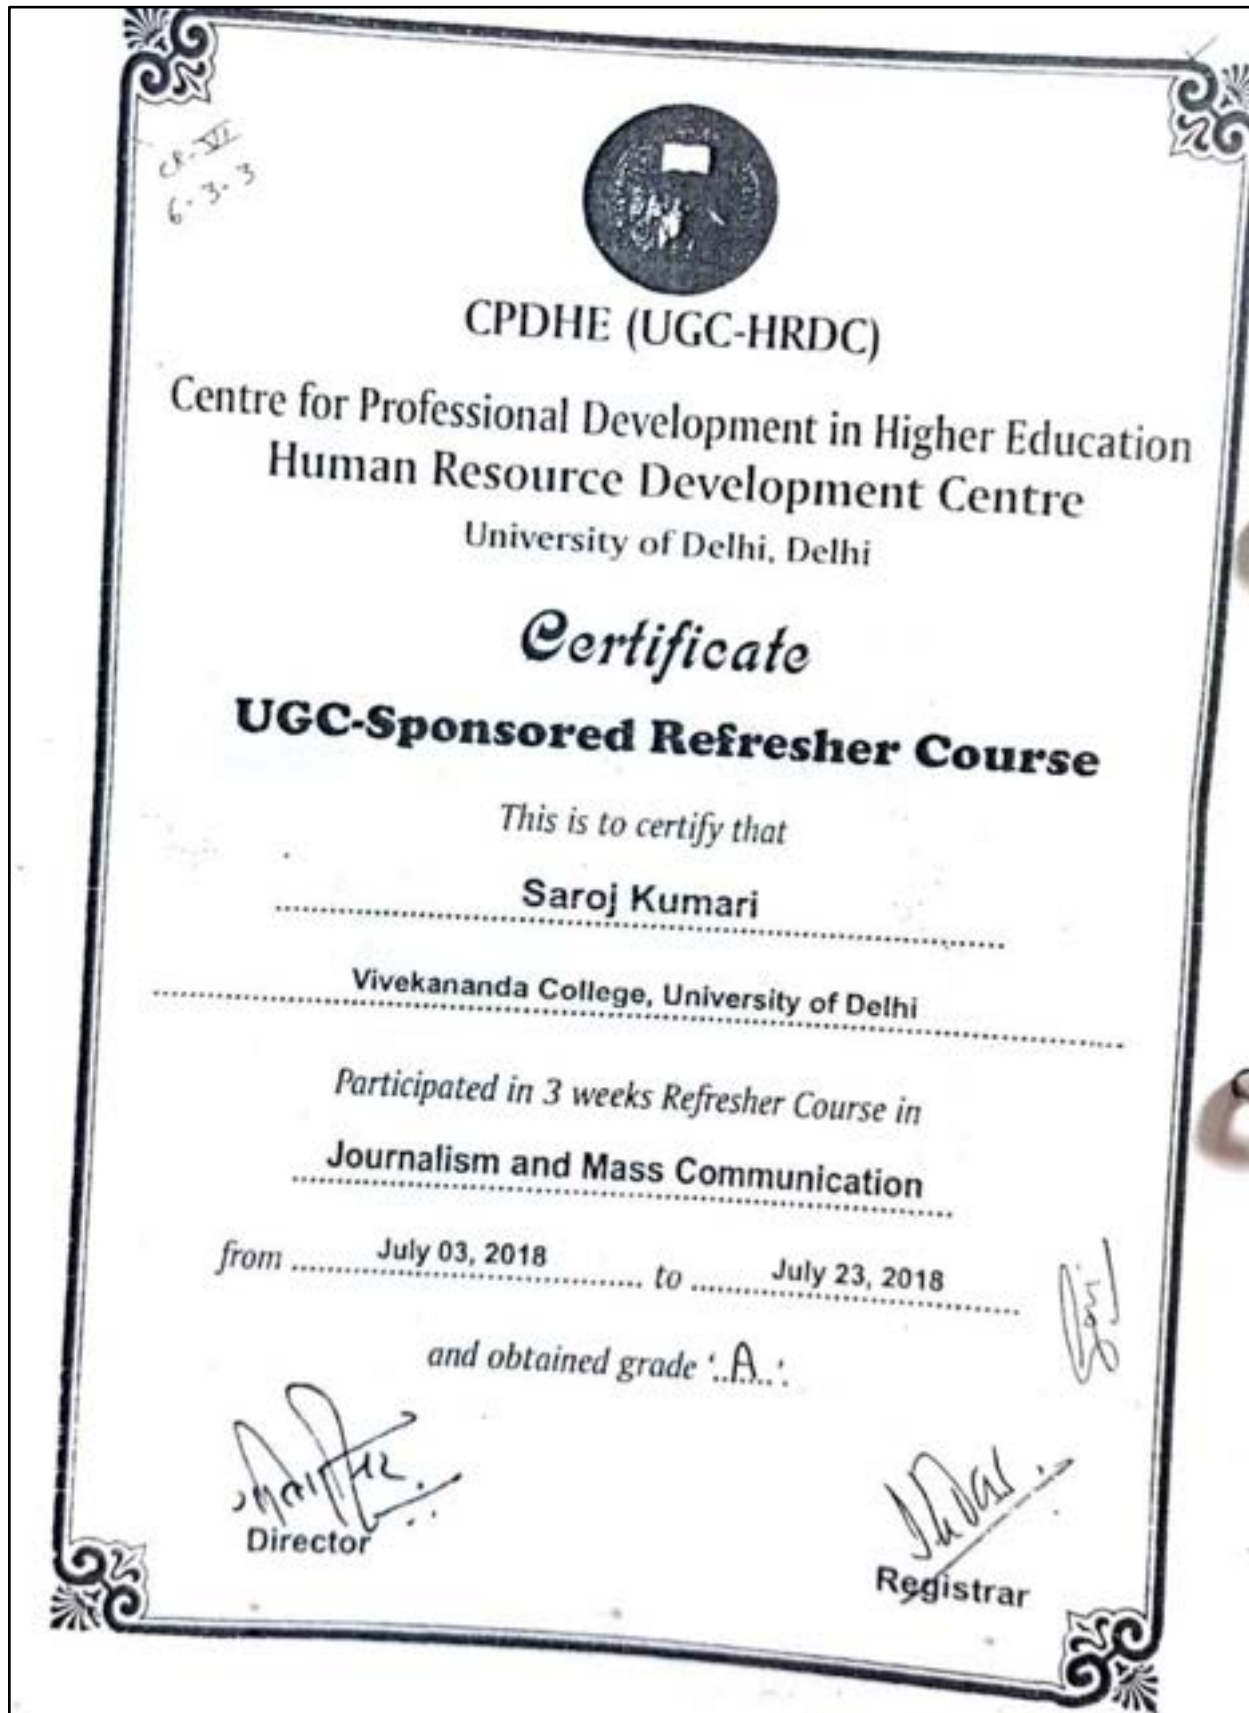 CR-VI
6.3.3
CPDHE (UGC-HRDC)
Centre for Professional Development in Higher Education
Human Resource Development Centre
University of Delhi, Delhi
Certificate
UGC-Sponsored Refresher Course
This is to certify that
Saroj Kumari
Vivekananda College, University of Delhi
Participated in 3 weeks Refresher Course in
Journalism and Mass Communication
from July 03, 2018 to July 23, 2018
and obtained grade 'A'
Director
Registrar